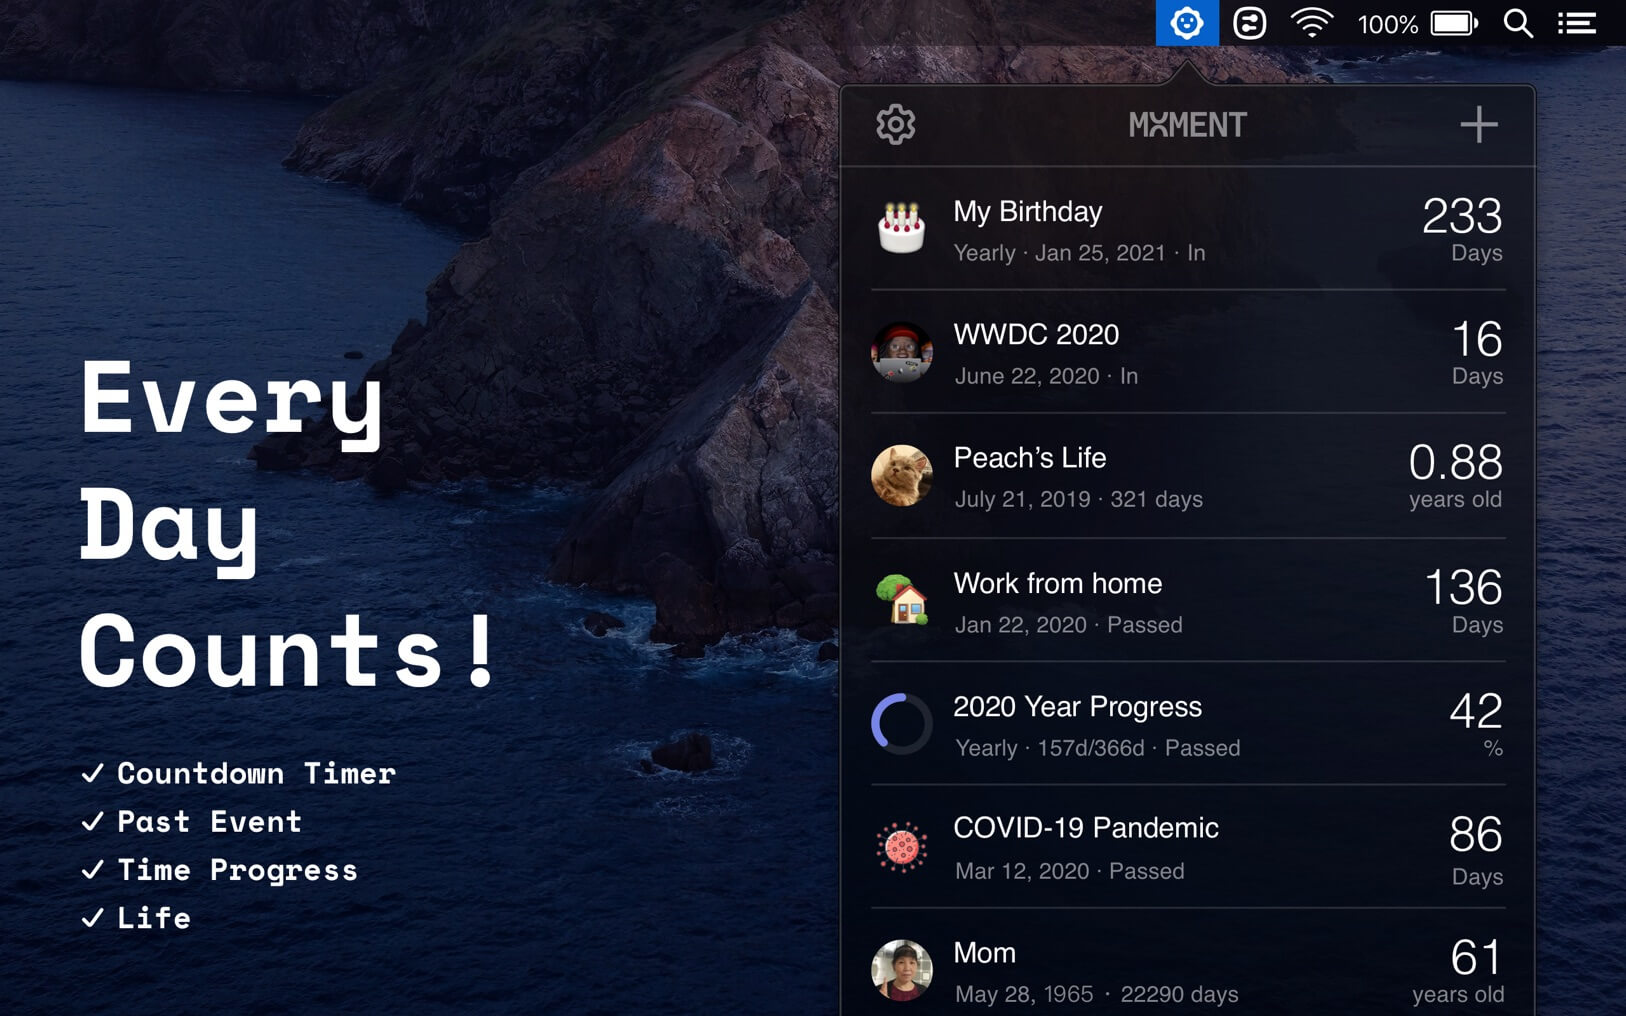 100%
MOMENT
My Birthday
Yearly · Jan 25, 2021 · In
233
Days
WWDC 2020
June 22, 2020 · In
16
Days
Peach’s Life
July 21, 2019 · 321 days
0.88
years old
Work from home
Jan 22, 2020 · Passed
136
Days
2020 Year Progress
Yearly · 157d/366d · Passed
42
%
COVID-19 Pandemic
Mar 12, 2020 · Passed
86
Days
Mom
May 28, 1965 · 22290 days
61
years old
Every
Day
Counts!
✓ Countdown Timer
✓ Past Event
✓ Time Progress
✓ Life